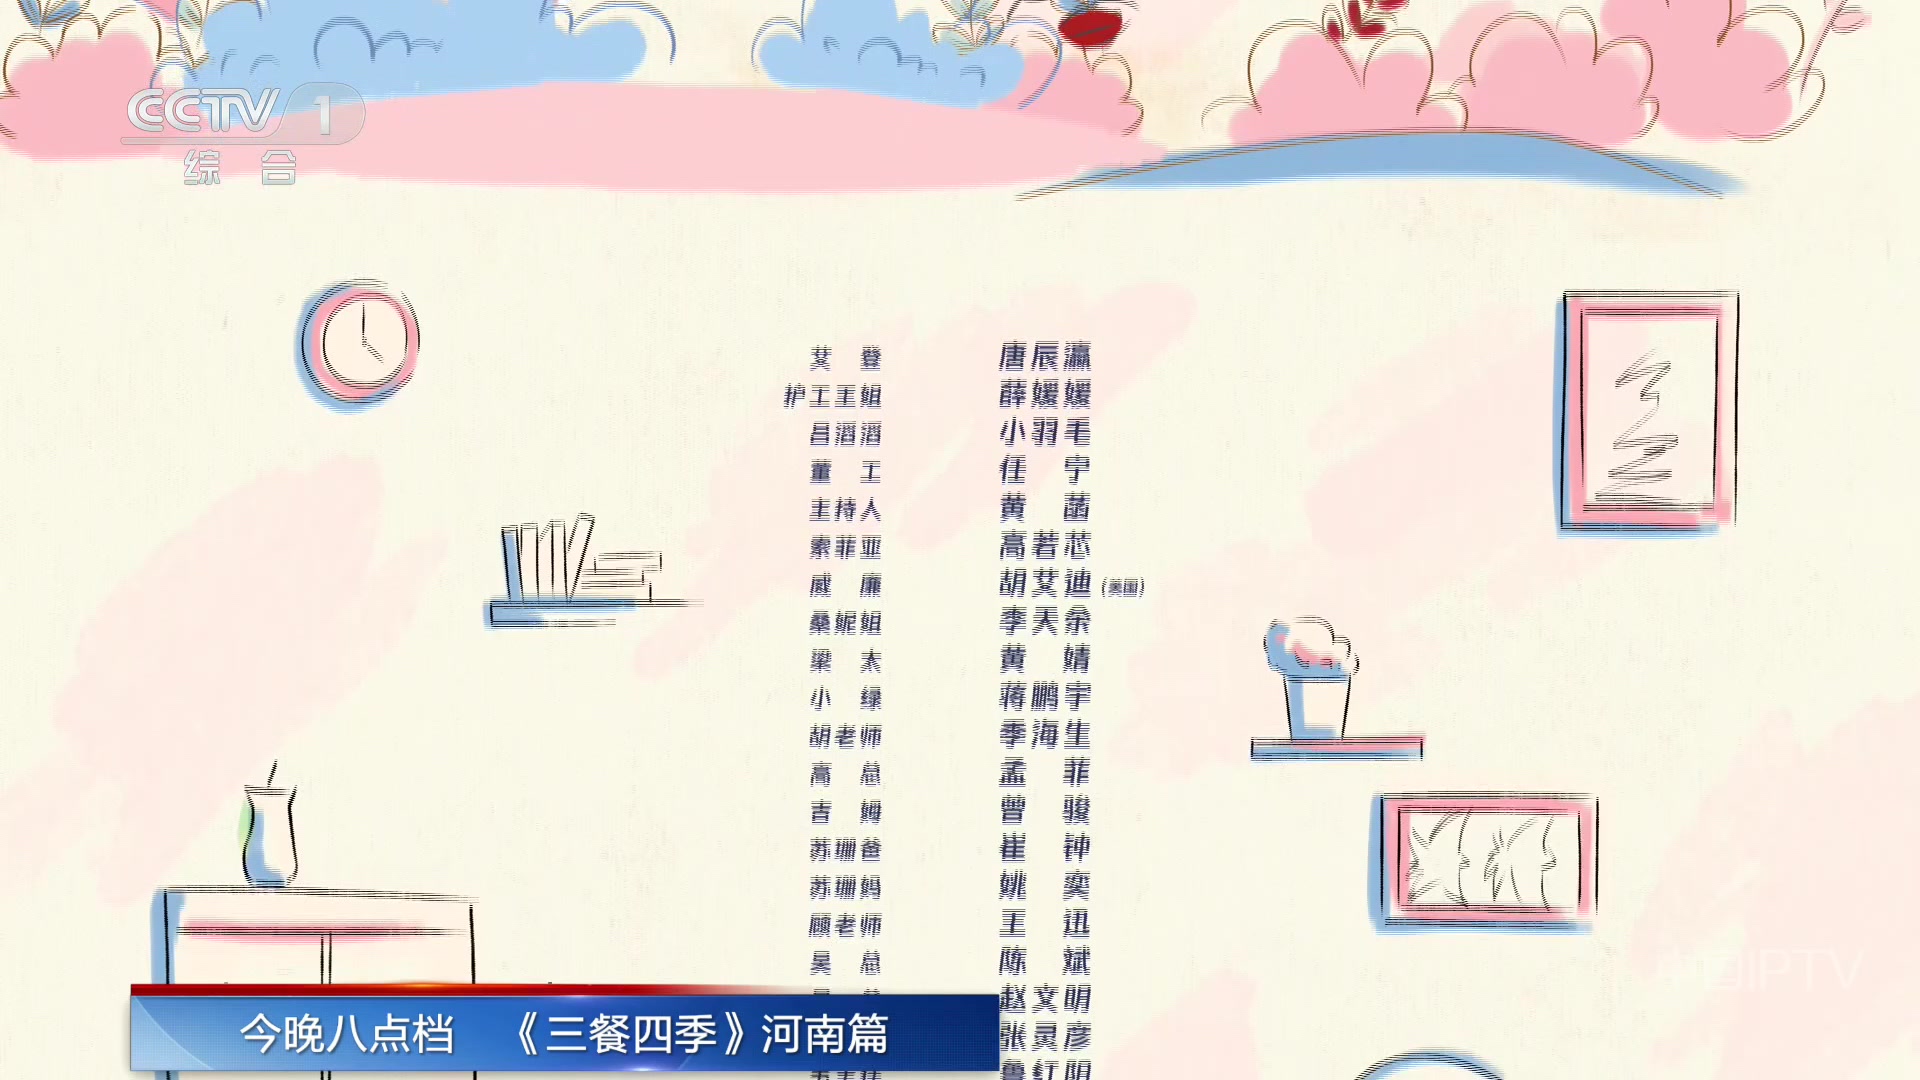 CCTV 1
综合
艾登 唐辰瀛
护工王姐 薛媛媛
吕滔滔 小羽毛
董工 任宁
主持人 黄菡
索菲亚 高若芯
威廉 胡艾迪(美国)
桑妮姐 李天余
梁太 黄婧
小绿 蒋鹏宇
胡老师 季海生
高总 孟菲
吉姆 曾骏
苏珊爸 崔钟
苏珊妈 姚奕
顾老师 王迅
吴总 陈斌
赵文明
张灵彦
今晚八点档 《三餐四季》河南篇